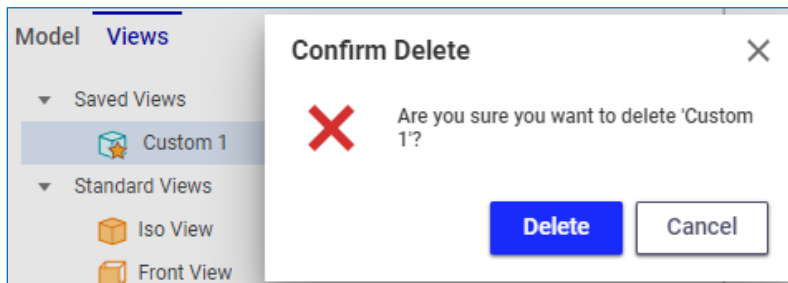 Model Views
Saved Views
Custom 1
Standard Views
Iso View
Front View
Confirm Delete
Are you sure you want to delete 'Custom
1'?
Delete Cancel